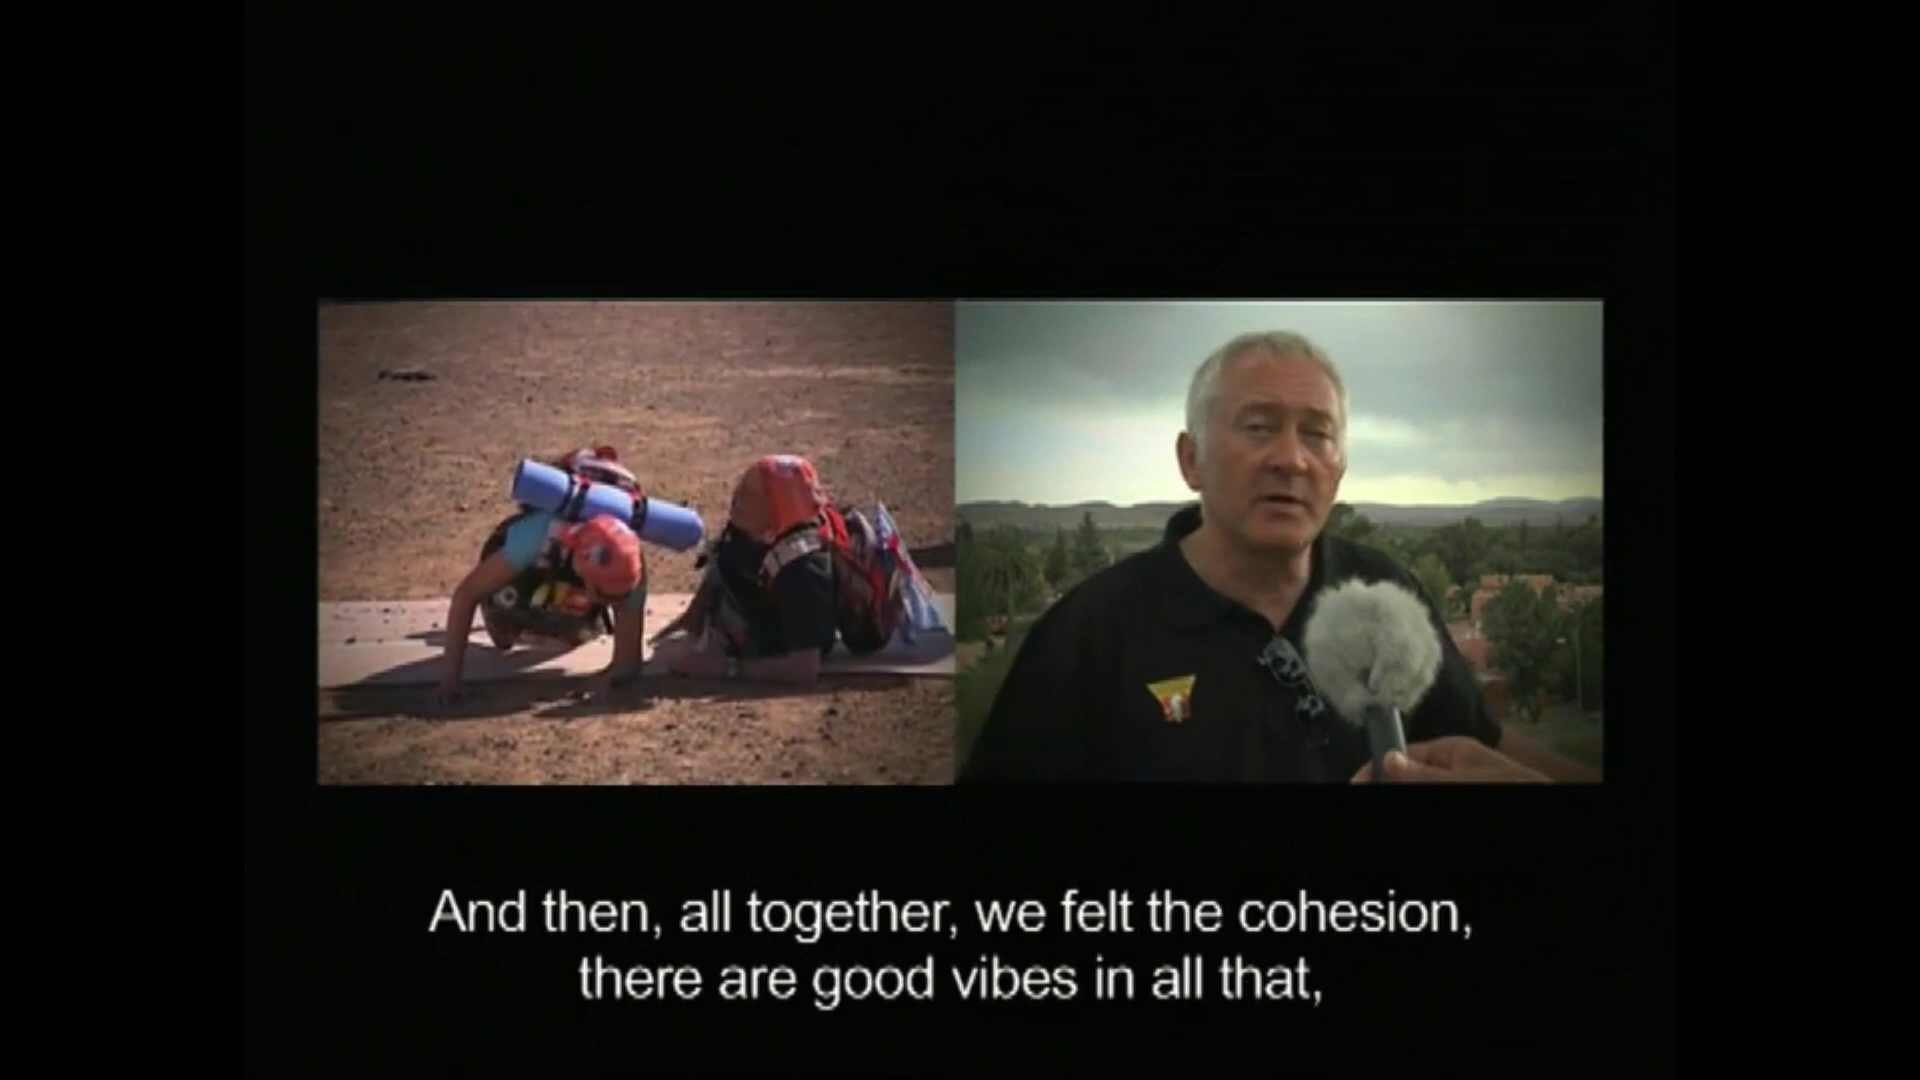 And then, all together, we felt the cohesion,
there are good vibes in all that,